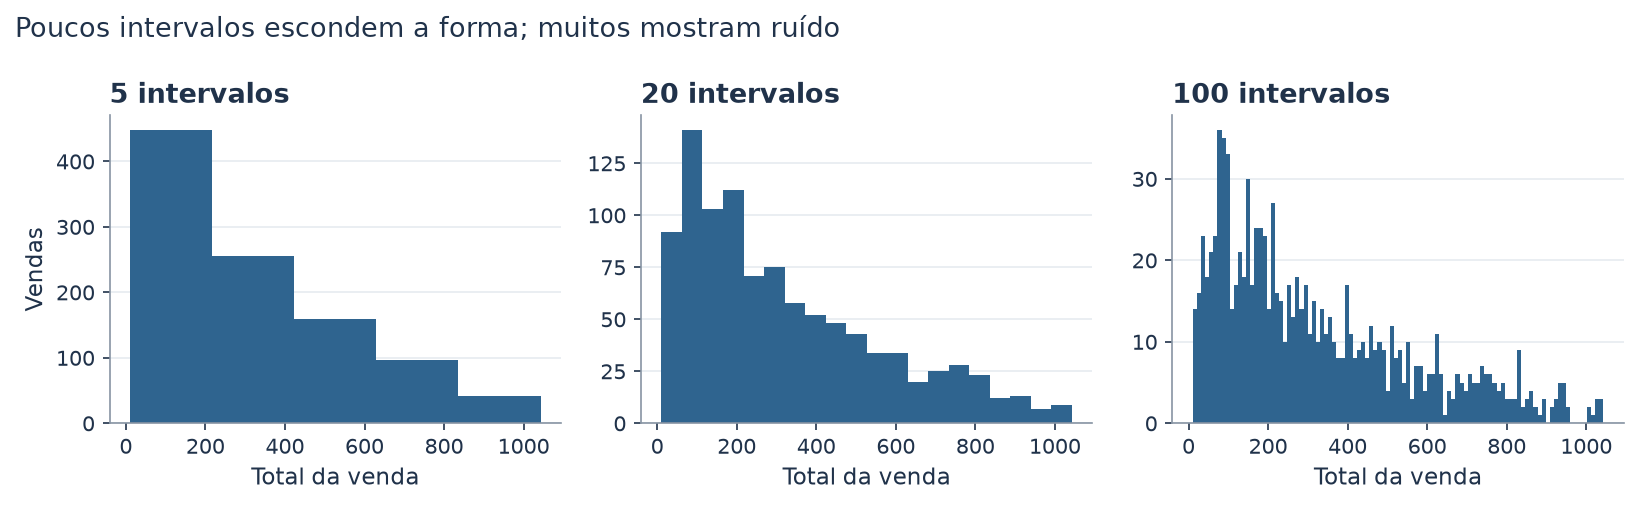 Poucos intervalos escondem a forma; muitos mostram ruído
5 intervalos
Vendas
400
300
200
100
0
0 200 400 600 800 1000
Total da venda
20 intervalos
125
100
75
50
25
0
0 200 400 600 800 1000
Total da venda
100 intervalos
30
20
10
0
0 200 400 600 800 1000
Total da venda